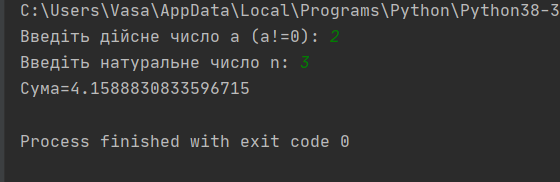 C:\Users\Vasa\AppData\Local\Programs\Python\Python38-3
Введіть дійсне число a (a!=0): 2
Введіть натуральне число n: 3
Сума=4.1588830833596715
Process finished with exit code 0